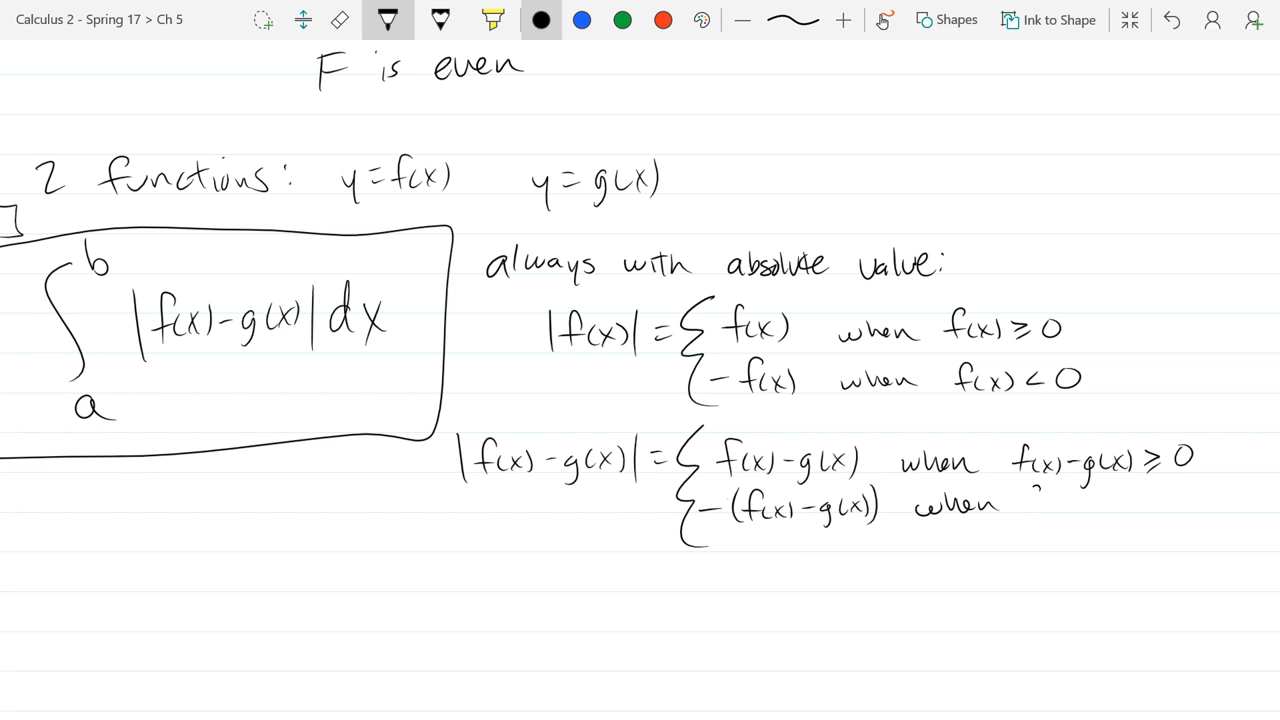 Calculus 2 - Spring 17 > Ch 5
Shapes
Ink to Shape
F is even
2 functions: y=f(x) y=g(x)
∫_a^b |f(x)-g(x)| dx
always with absolute value:
|f(x)| = { f(x) when f(x) ≥ 0
-f(x) when f(x) < 0
|f(x)-g(x)| = { f(x)-g(x) when f(x)-g(x) ≥ 0
-(f(x)-g(x)) when